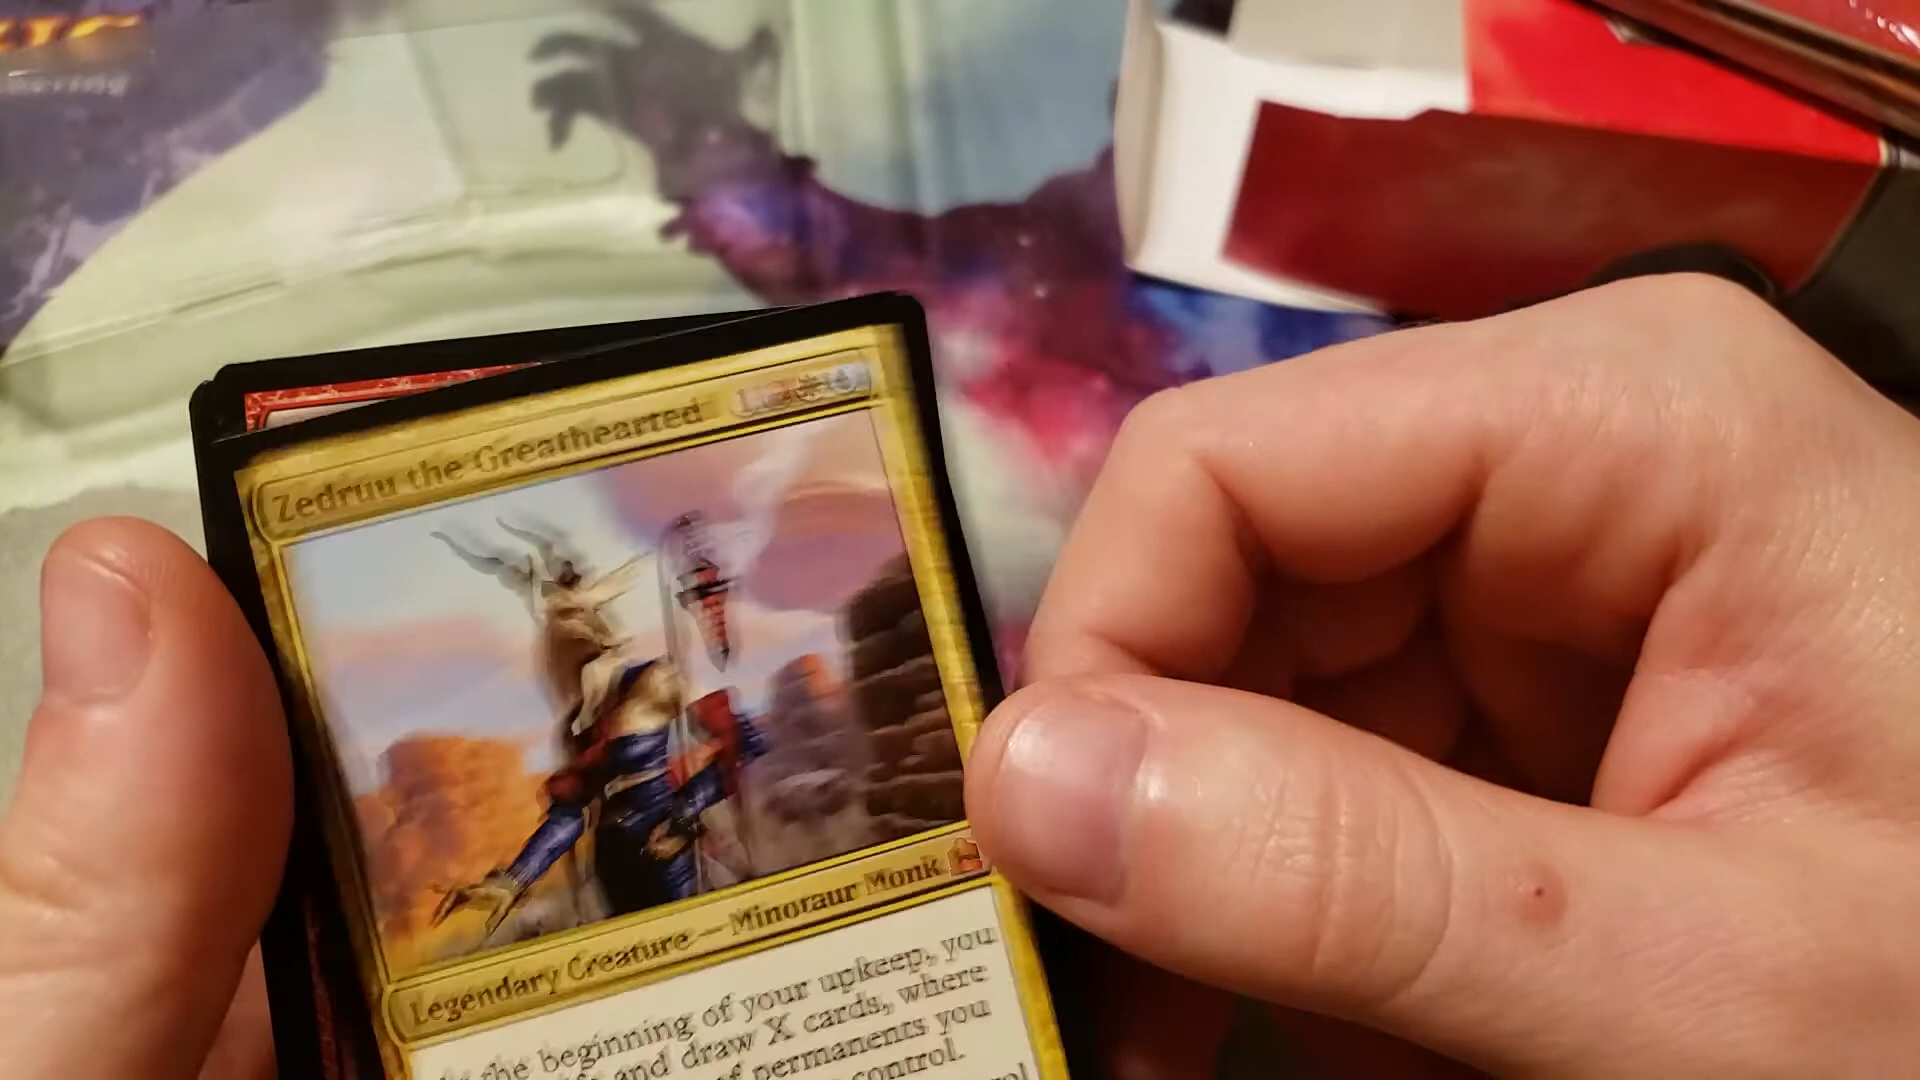 Zedruu the Greathearted
Legendary Creature — Minotaur Monk
the beginning of your upkeep, you
and draw X cards, where
of permanents you
control.